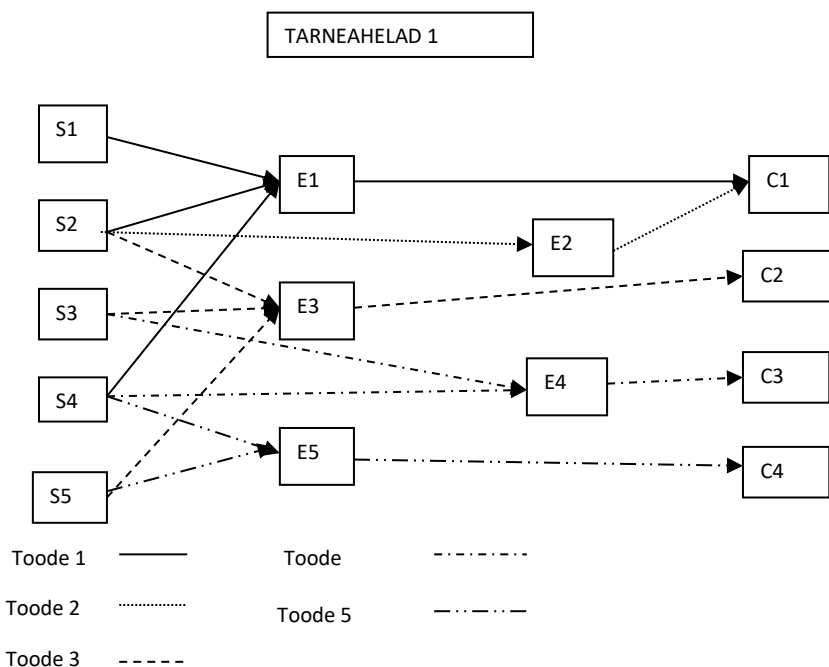 TARNEAHELAD 1
S1
E1
C1
S2
E2
C2
S3
E3
C3
S4
E4
E5
C4
S5
Toode 1
Toode
Toode 2
Toode 5
Toode 3